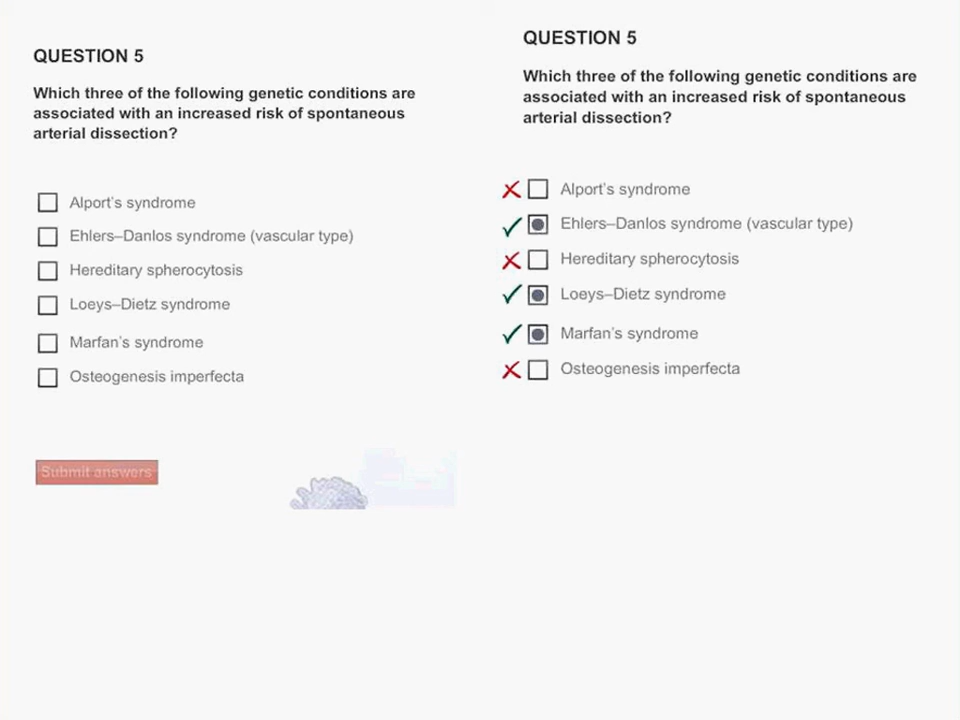 QUESTION 5
Which three of the following genetic conditions are
associated with an increased risk of spontaneous
arterial dissection?
Alport's syndrome
Ehlers–Danlos syndrome (vascular type)
Hereditary spherocytosis
Loeys–Dietz syndrome
Marfan's syndrome
Osteogenesis imperfecta
Submit answers
QUESTION 5
Which three of the following genetic conditions are
associated with an increased risk of spontaneous
arterial dissection?
Alport's syndrome
Ehlers–Danlos syndrome (vascular type)
Hereditary spherocytosis
Loeys–Dietz syndrome
Marfan's syndrome
Osteogenesis imperfecta